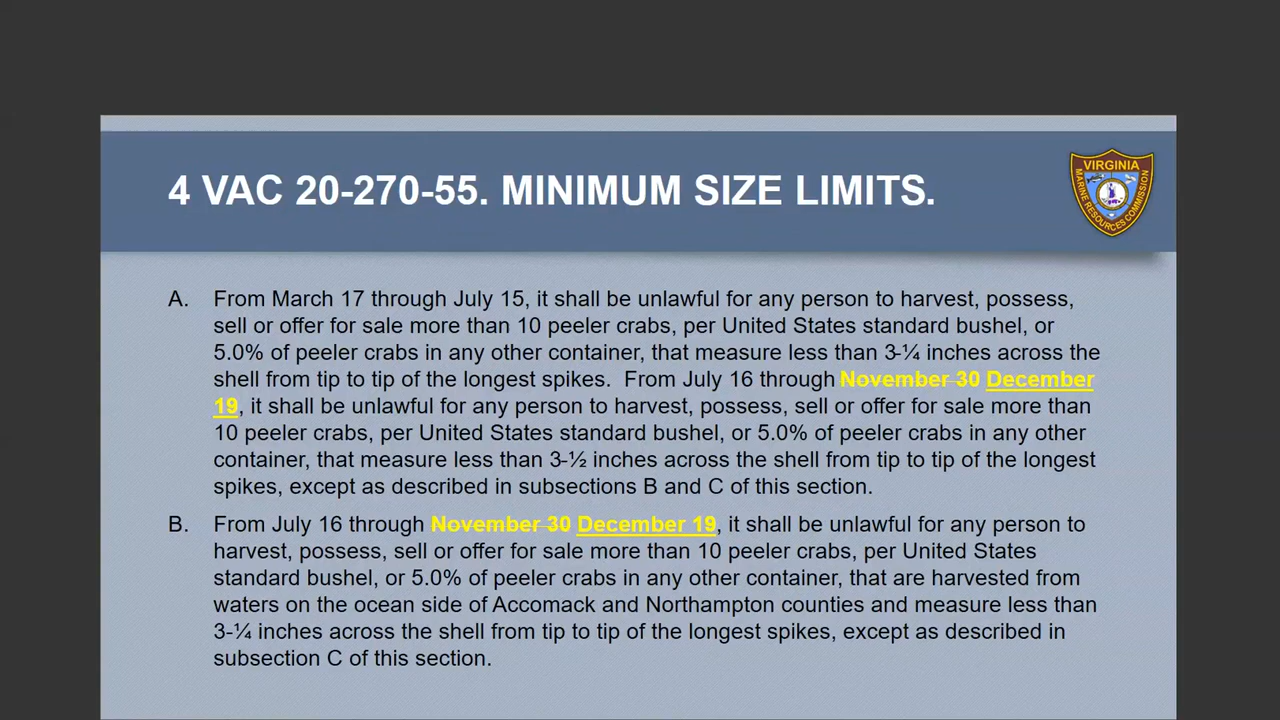 4 VAC 20-270-55. MINIMUM SIZE LIMITS.
VIRGINIA
MARINE RESOURCES COMMISSION
A. From March 17 through July 15, it shall be unlawful for any person to harvest, possess,
sell or offer for sale more than 10 peeler crabs, per United States standard bushel, or
5.0% of peeler crabs in any other container, that measure less than 3-¼ inches across the
shell from tip to tip of the longest spikes.  From July 16 through November 30 December
19, it shall be unlawful for any person to harvest, possess, sell or offer for sale more than
10 peeler crabs, per United States standard bushel, or 5.0% of peeler crabs in any other
container, that measure less than 3-½ inches across the shell from tip to tip of the longest
spikes, except as described in subsections B and C of this section.
B. From July 16 through November 30 December 19, it shall be unlawful for any person to
harvest, possess, sell or offer for sale more than 10 peeler crabs, per United States
standard bushel, or 5.0% of peeler crabs in any other container, that are harvested from
waters on the ocean side of Accomack and Northampton counties and measure less than
3-¼ inches across the shell from tip to tip of the longest spikes, except as described in
subsection C of this section.